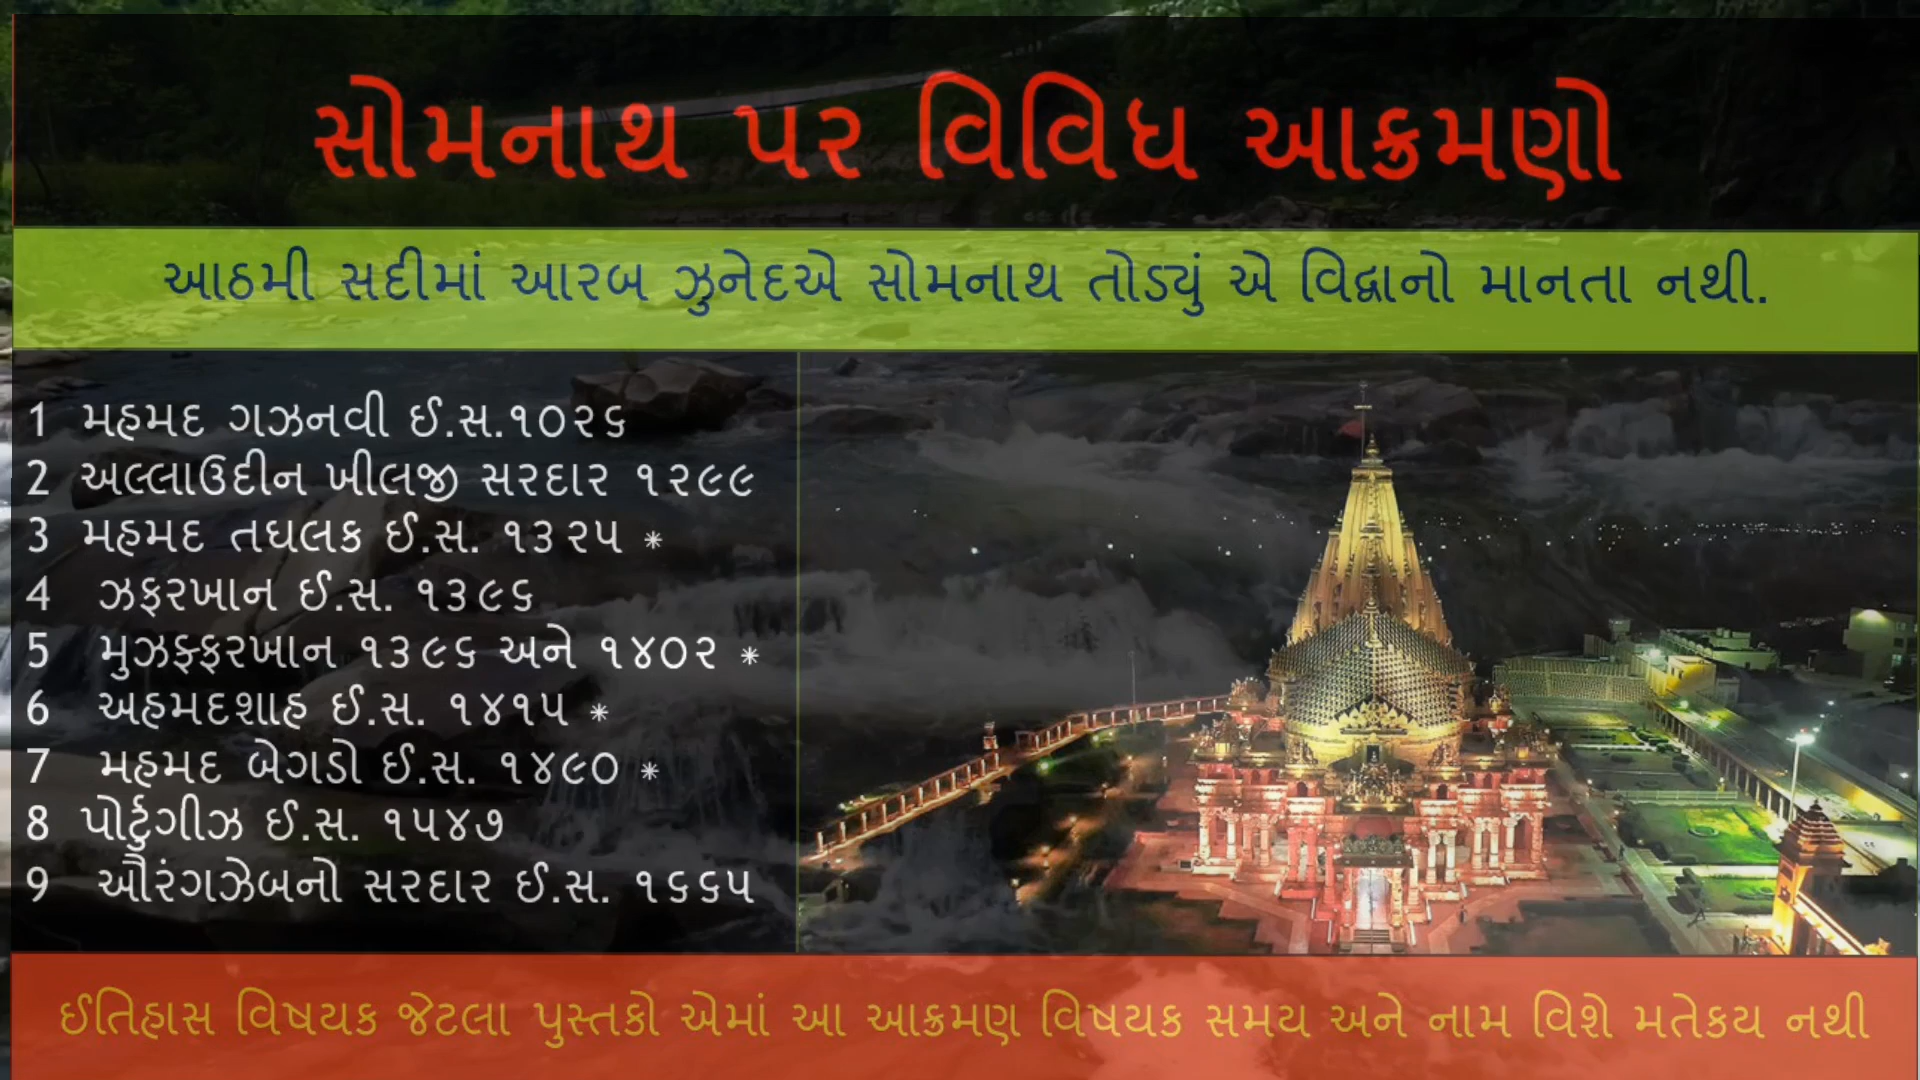 સોમનાથ પર વિવિધ આક્રમણો
આઠમી સદીમાં આરબ ઝુનેદએ સોમનાથ તોડ્યું એ વિદ્વાનો માનતા નથી.
1 મહમદ ગઝનવી ઈ.સ.૧૦૨૬
2 અલ્લાઉદીન ખીલજી સરદાર ૧૨૯૯
3 મહમદ તઘલક ઈ.સ. ૧૩૨૫ *
4 ઝફરખાન ઈ.સ. ૧૩૯૬
5 મુઝફ્ફરખાન ૧૩૯૬ અને ૧૪૦૨ *
6 અહમદશાહ ઈ.સ. ૧૪૧૫ *
7 મહમદ બેગડો ઈ.સ. ૧૪૯૦ *
8 પોર્ટુગીઝ ઈ.સ. ૧૫૪૭
9 ઔરંગઝેબનો સરદાર ઈ.સ. ૧૬૬૫
ઈતિહાસ વિષયક જેટલા પુસ્તકો એમાં આ આક્રમણ વિષયક સમય અને નામ વિશે મતેકય નથી